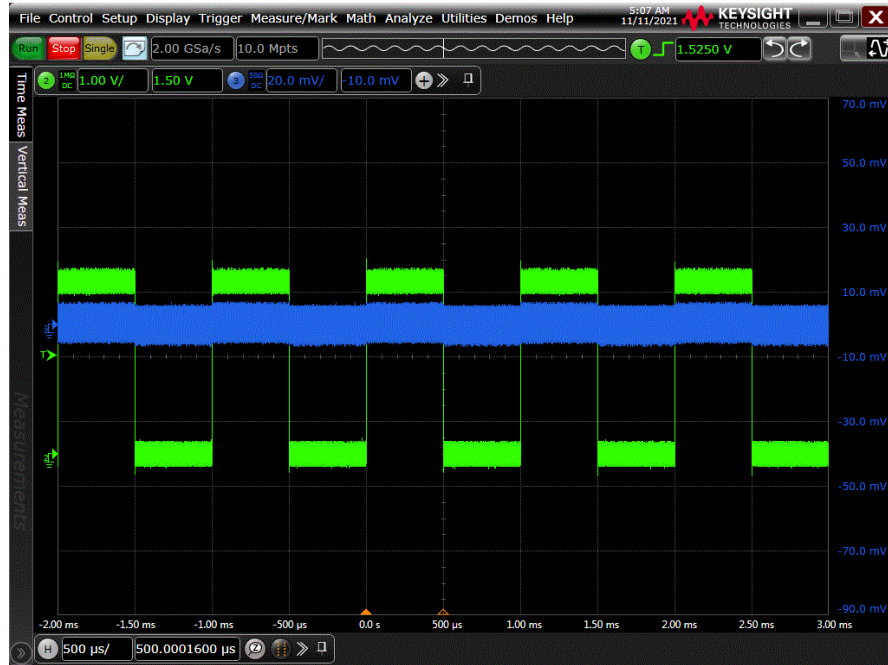 File Control Setup Display Trigger Measure/Mark Math Analyze Utilities Demos Help
5:07 AM
11/11/2021
KEYSIGHT
TECHNOLOGIES
Run Stop Single 2.00 GSa/s 10.0 Mpts T 1.5250 V
2 1MΩ DC 1.00 V/ 1.50 V 3 50Ω DC 20.0 mV/ -10.0 mV
Time Meas
Vertical Meas
Measurements
70.0 mV
50.0 mV
30.0 mV
10.0 mV
-10.0 mV
-30.0 mV
-50.0 mV
-70.0 mV
-90.0 mV
3
T
2
-2.00 ms -1.50 ms -1.00 ms -500 µs 0.0 s 500 µs 1.00 ms 1.50 ms 2.00 ms 2.50 ms 3.00 ms
H 500 µs/ 500.0001600 µs